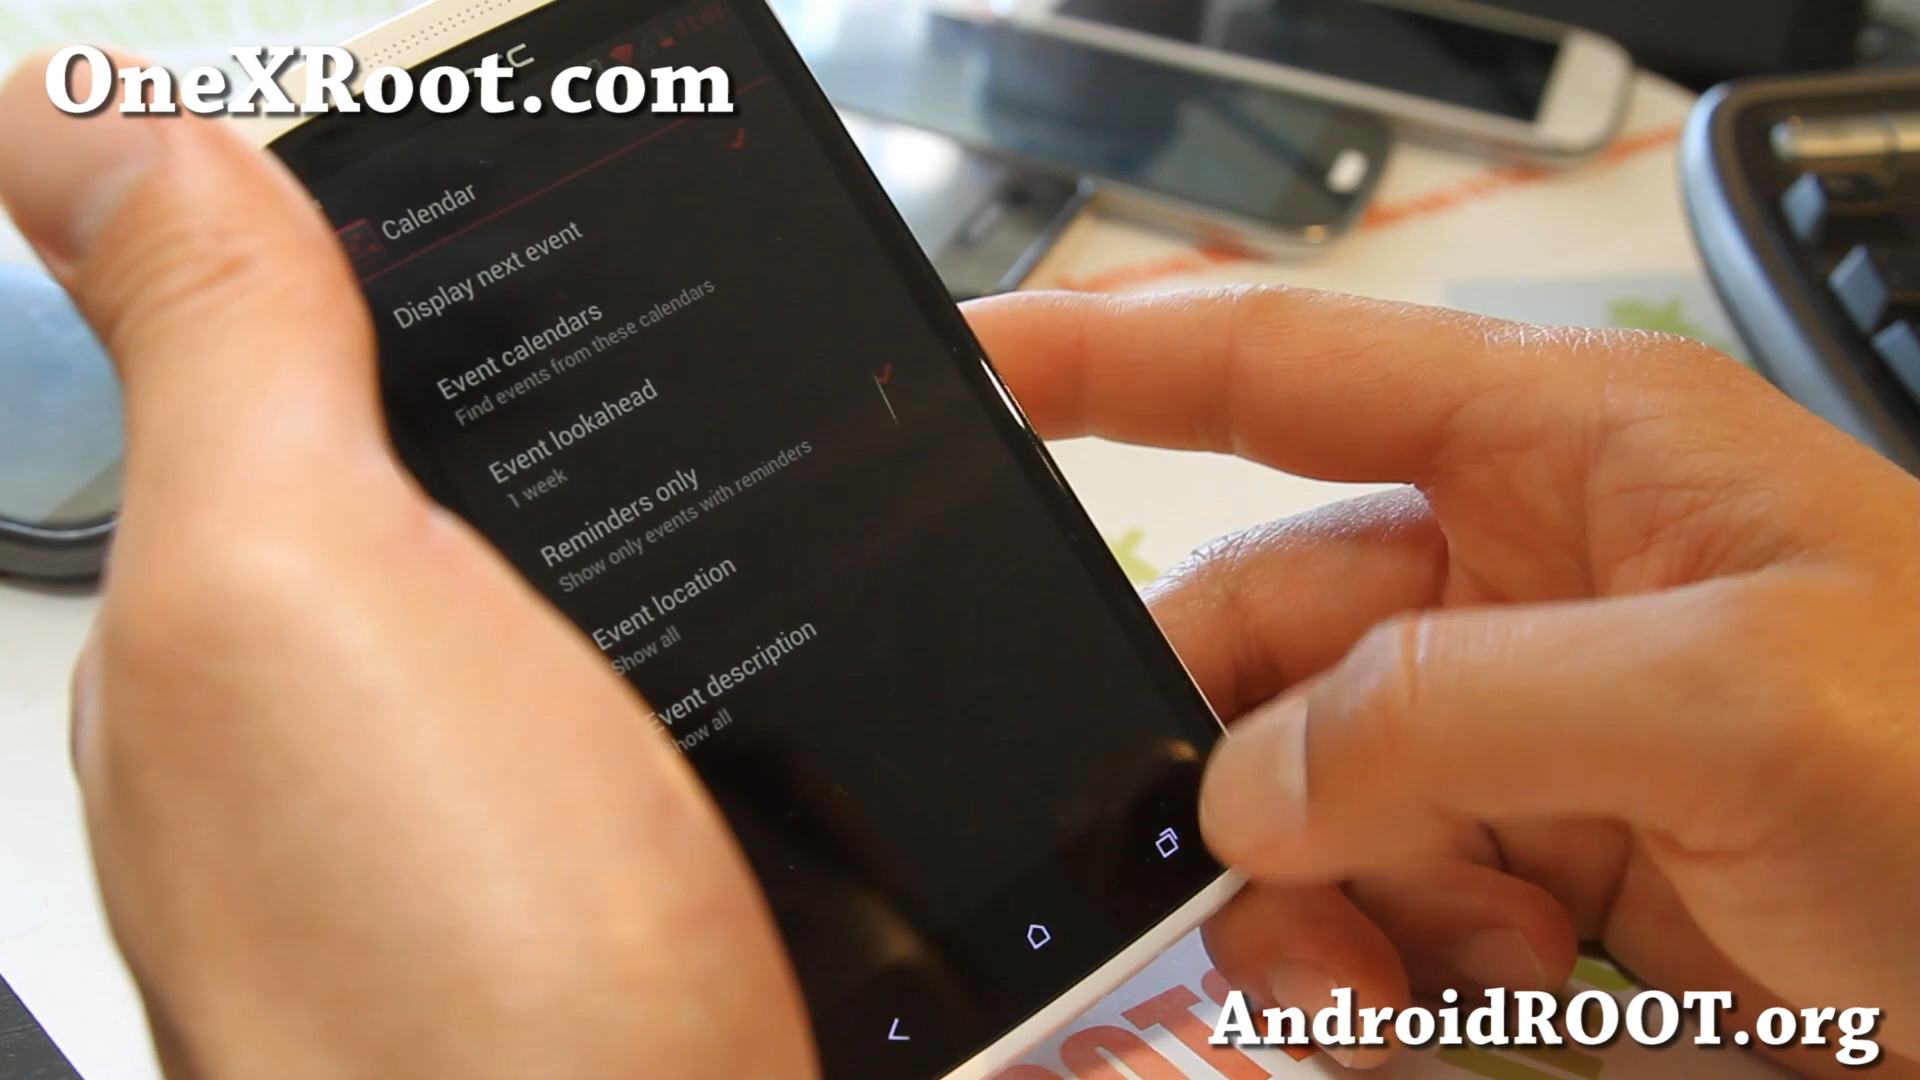 OneXRoot.com
Calendar
Display next event
Event calendars
Find events from these calendars
Event lookahead
1 week
Reminders only
Show only events with reminders
Event location
Show all
Event description
Show all
AndroidROOT.org